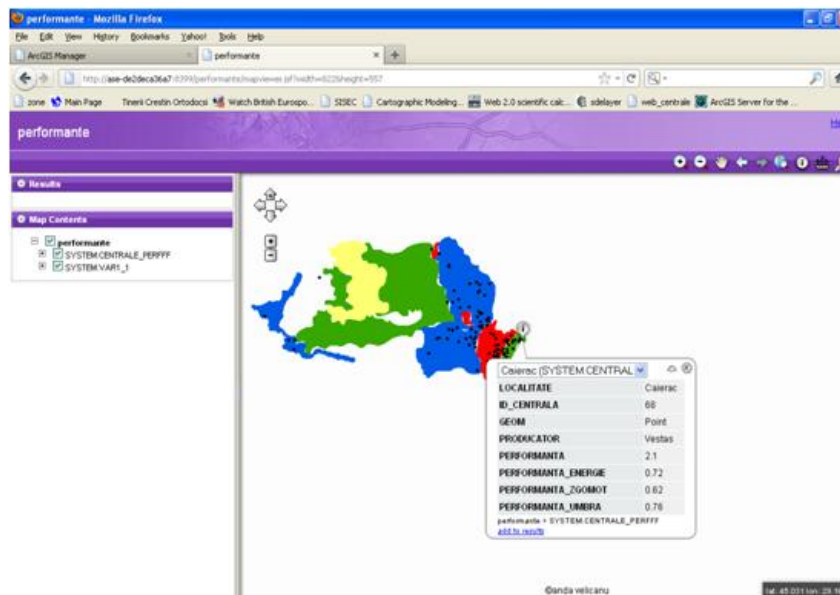 performante - Mozilla Firefox
File Edit View History Bookmarks Yahoo! Tools Help
ArcGIS Manager
performante
zone Main Page Tinerii Crestin Ortodocsi Watch British Eurospo... SISEC Cartographic Modeling... Web 2.0 scientific calc... sdelayer web_centrale ArcGIS Server for the ...
performante
Results
Map Contents
performante
SYSTEM.CENTRALE_PERFFF
SYSTEM.VAR1_1
Caierac (SYSTEM.CENTRAL
LOCALITATE Caierac
ID_CENTRALA 68
GEOM Point
PRODUCATOR Vestas
PERFORMANTA 2.1
PERFORMANTA_ENERGIE 0.72
PERFORMANTA_ZGOMOT 0.62
PERFORMANTA_UMBRA 0.76
performante > SYSTEM.CENTRALE_PERFFF
add to results
©anda velicanu